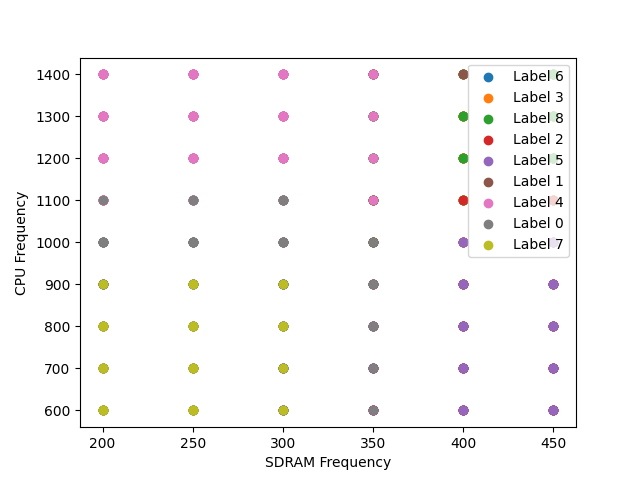 1400
1300
1200
1100
1000
900
800
700
600
CPU Frequency
200 250 300 350 400 450
SDRAM Frequency
Label 6
Label 3
Label 8
Label 2
Label 5
Label 1
Label 4
Label 0
Label 7